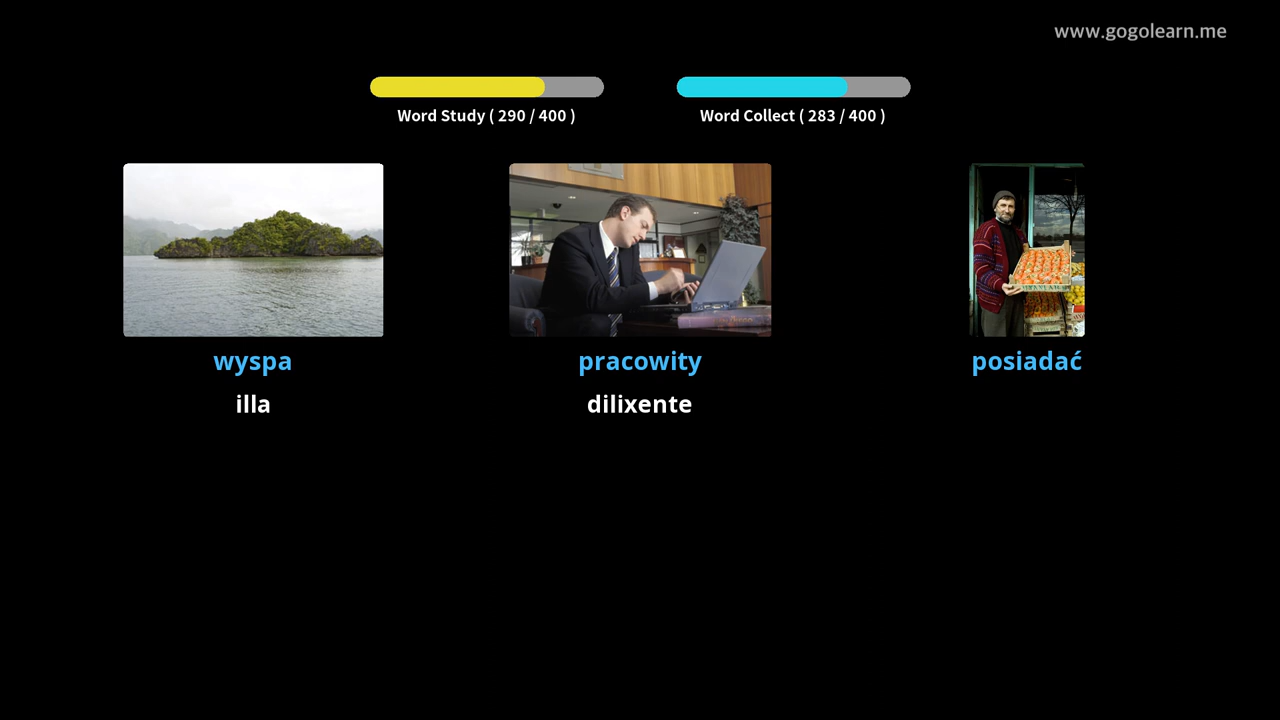 www.gogolearn.me
Word Study ( 290 / 400 )
Word Collect ( 283 / 400 )
wyspa
pracowity
posiadać
illa
dilixente